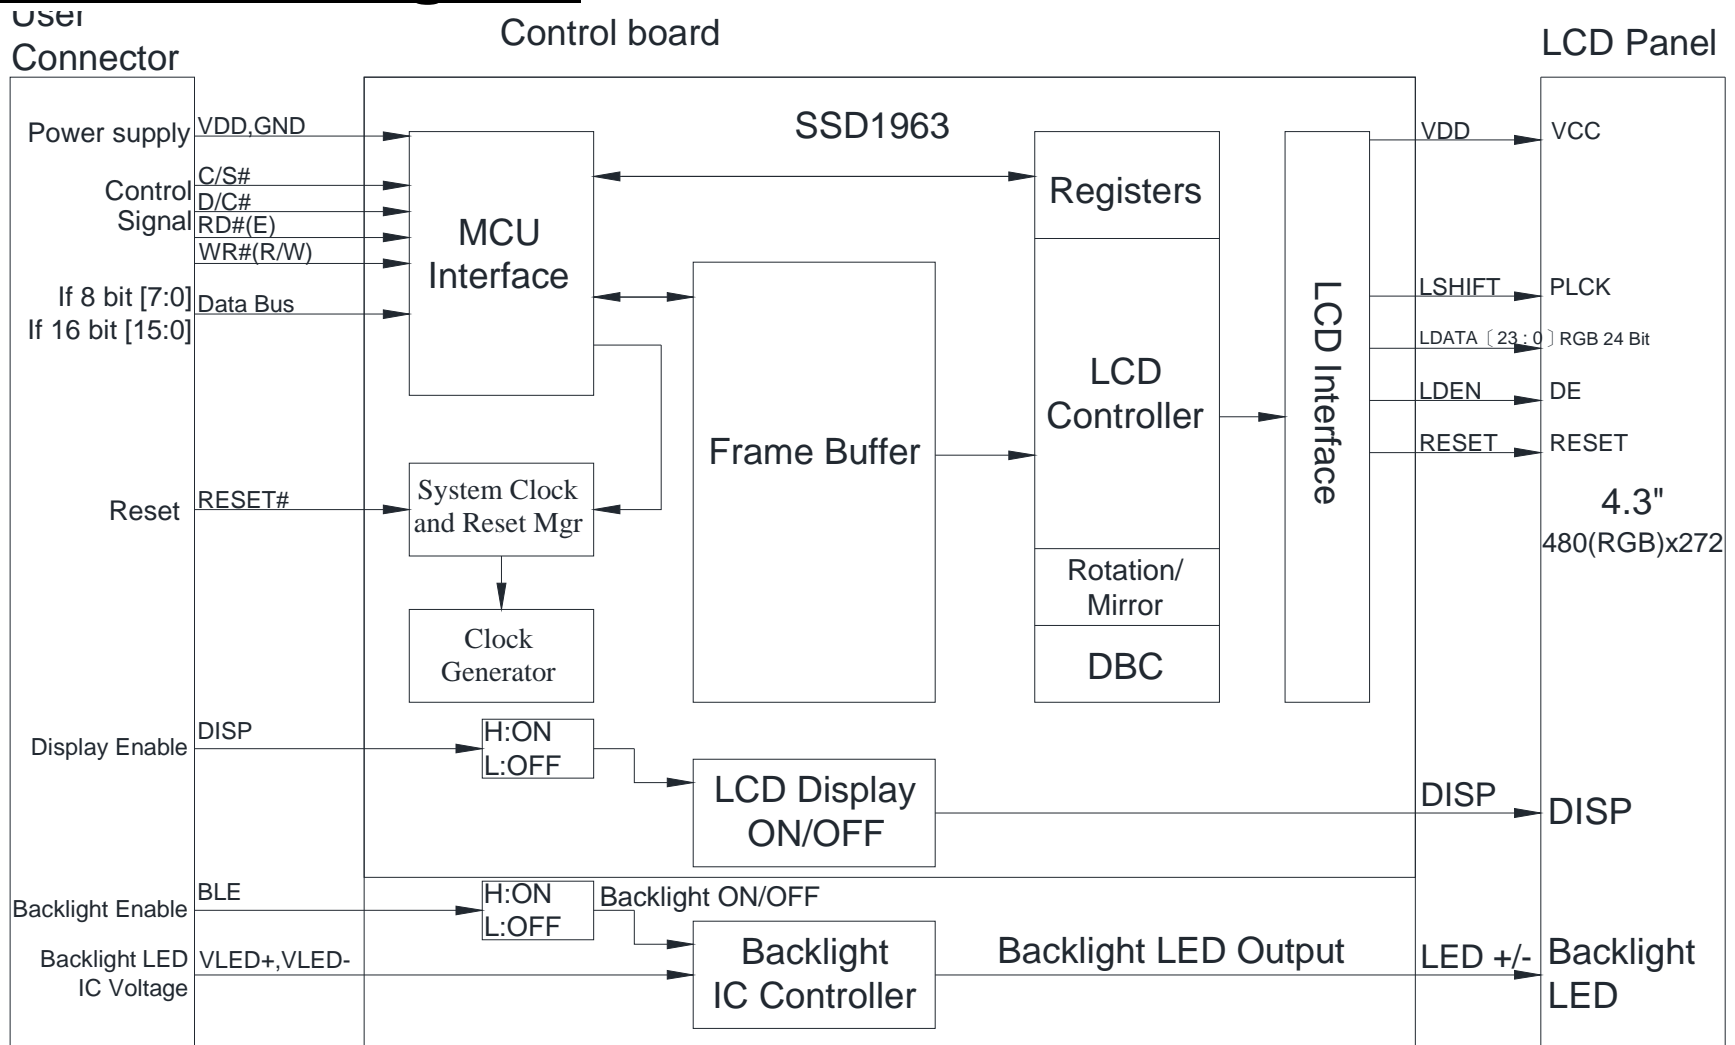 User
Connector
Control board
LCD Panel
Power supply
VDD,GND
Control
Signal
C/S#
D/C#
RD#(E)
WR#(R/W)
If 8 bit [7:0]
If 16 bit [15:0]
Data Bus
Reset
RESET#
Display Enable
DISP
Backlight Enable
BLE
Backlight LED
IC Voltage
VLED+,VLED-
SSD1963
MCU
Interface
System Clock
and Reset Mgr
Clock
Generator
Frame Buffer
Registers
LCD
Controller
Rotation/
Mirror
DBC
LCD Interface
H:ON
L:OFF
LCD Display
ON/OFF
H:ON
L:OFF
Backlight ON/OFF
Backlight
IC Controller
Backlight LED Output
VDD
VCC
LSHIFT
PLCK
LDATA〔23:0〕RGB 24 Bit
LDEN
DE
RESET
RESET
4.3"
480(RGB)x272
DISP
DISP
LED +/-
Backlight
LED